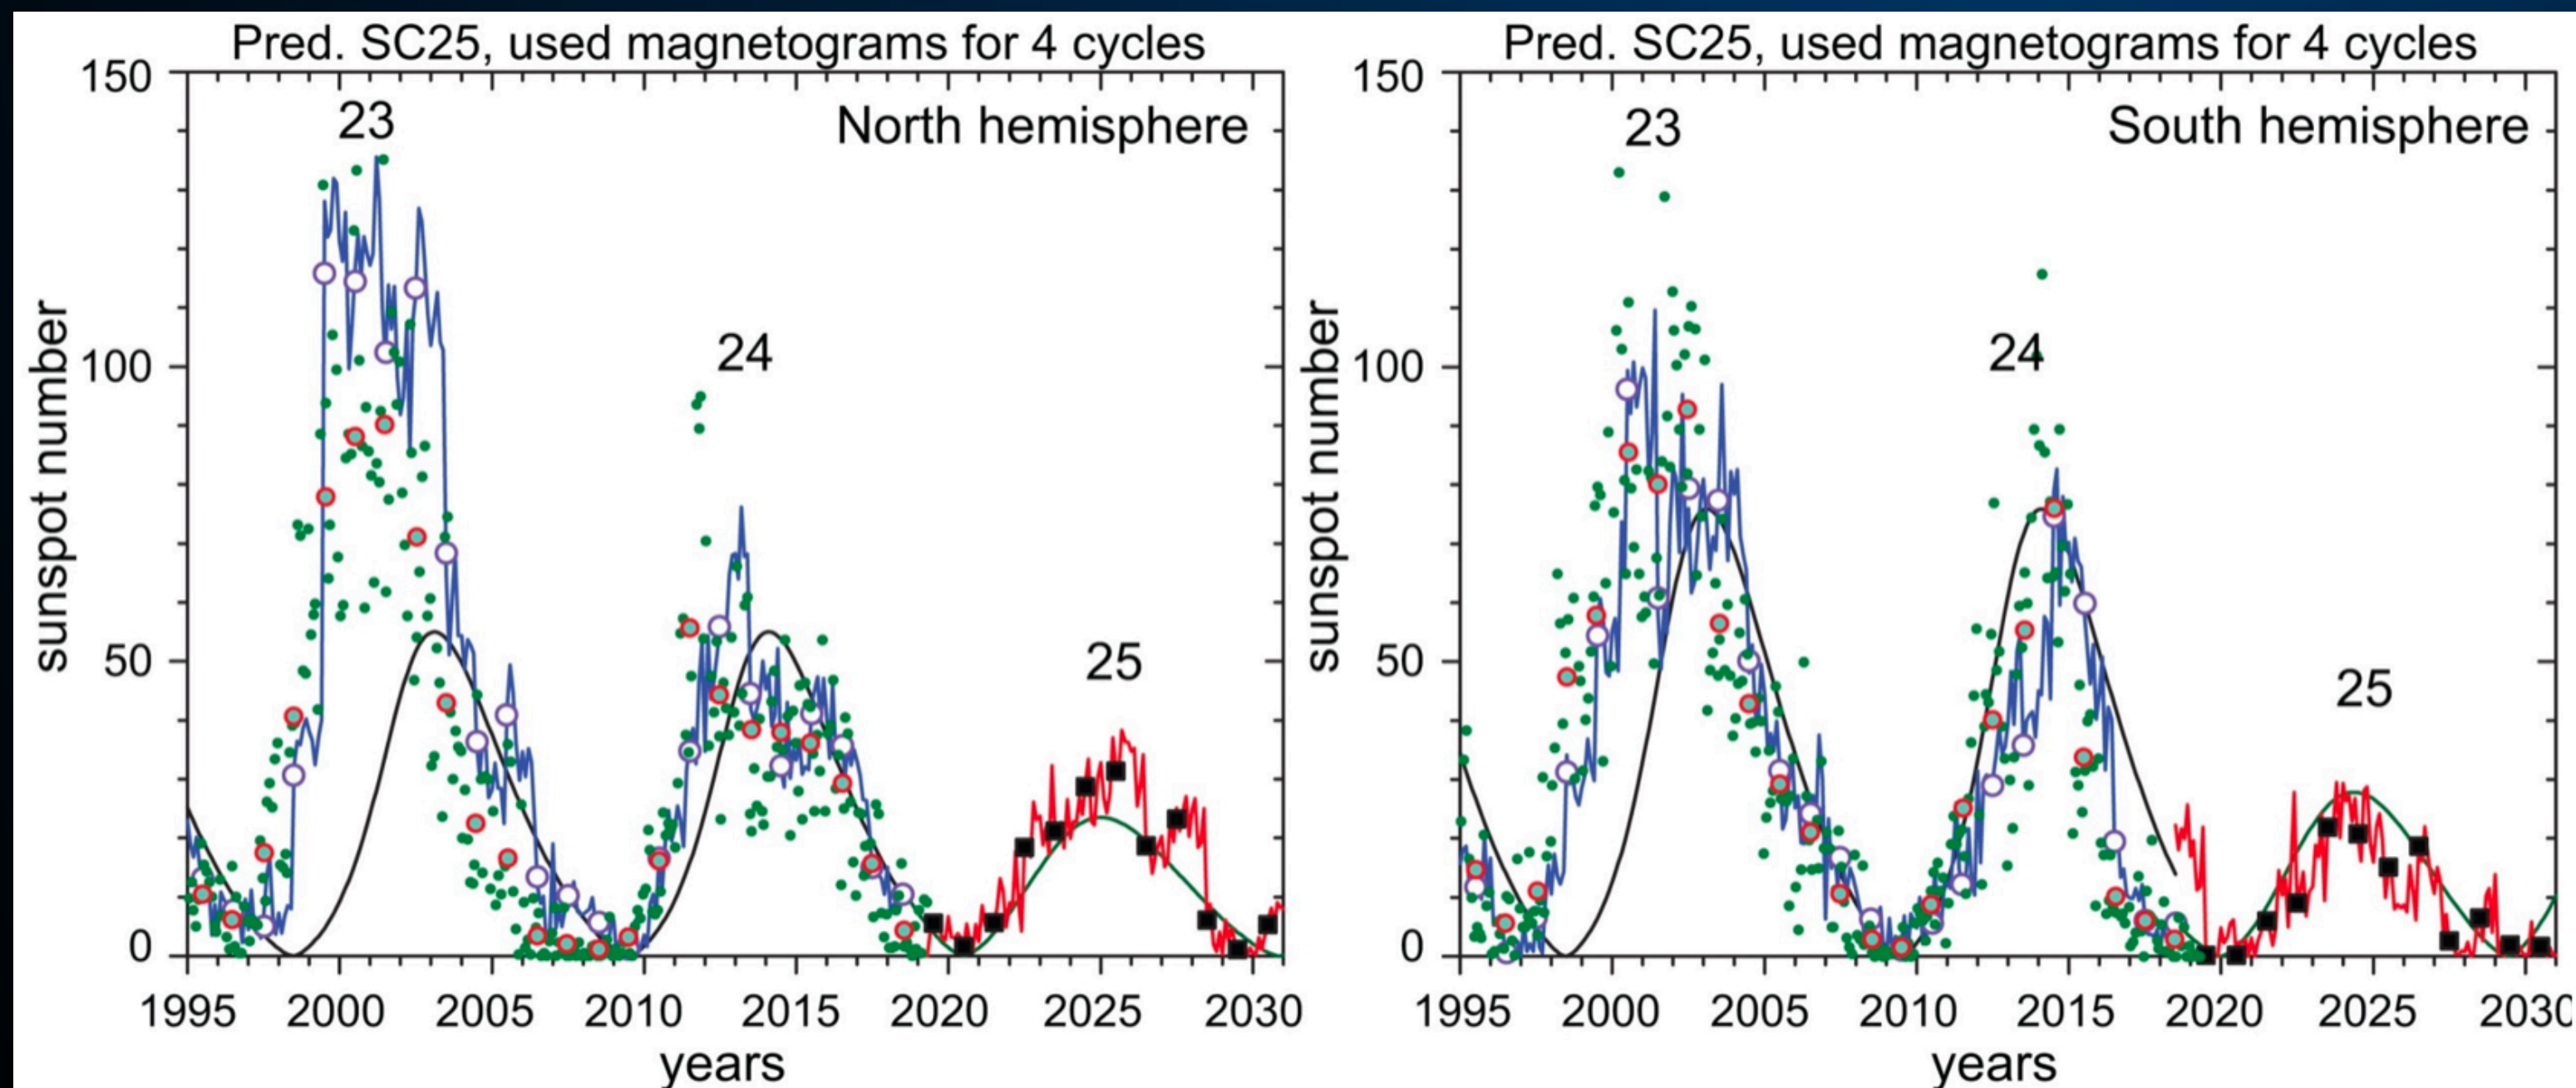 Pred. SC25, used magnetograms for 4 cycles
150
23
North hemisphere
100
24
sunspot number
50
25
0
1995 2000 2005 2010 2015 2020 2025 2030
years
Pred. SC25, used magnetograms for 4 cycles
150
23
South hemisphere
100
24
sunspot number
50
25
0
1995 2000 2005 2010 2015 2020 2025 2030
years